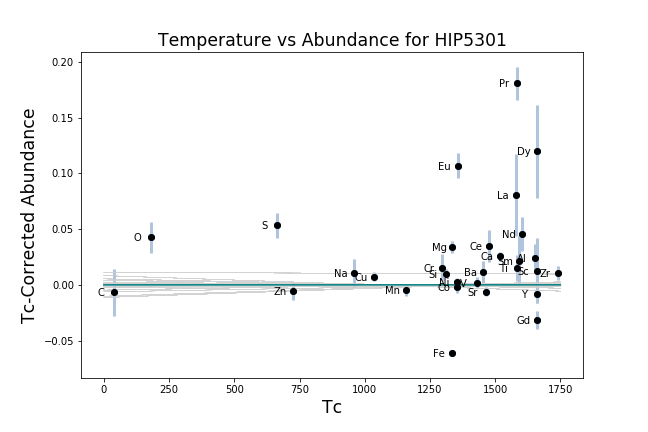 Temperature vs Abundance for HIP5301
Tc-Corrected Abundance
0.20
0.15
0.10
0.05
0.00
−0.05
Pr
Dy
Eu
La
O
S
Nd
Mg
Ce
Ca
Al
Sm
Cr
Ti
Na
Si
Ba
Sc
Zr
Cu
Ni
V
C
Zn
Mn
Co
Sr
Y
Gd
Fe
0
250
500
750
1000
1250
1500
1750
Tc